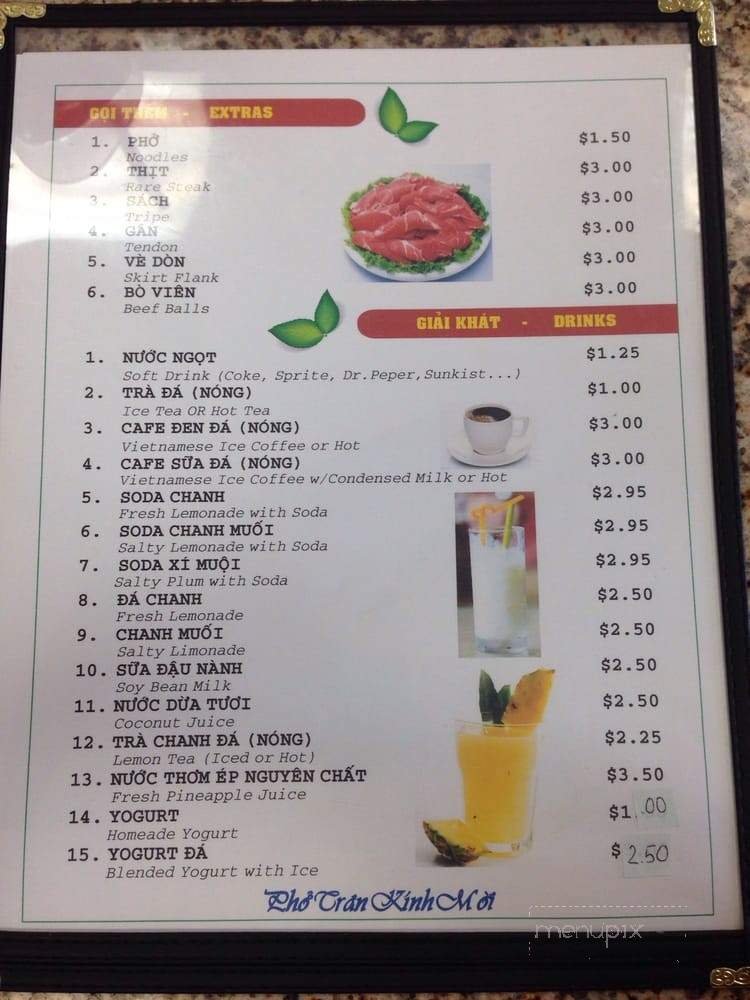 GỌI THÊM - EXTRAS
1. PHỞ $1.50
Noodles
2. THỊT $3.00
Rare Steak
3. SÁCH $3.00
Tripe
4. GÂN $3.00
Tendon
5. VÈ DÒN $3.00
Skirt Flank
6. BÒ VIÊN $3.00
Beef Balls
GIẢI KHÁT - DRINKS
1. NƯỚC NGỌT $1.25
Soft Drink (Coke, Sprite, Dr.Peper,Sunkist...)
2. TRÀ ĐÁ (NÓNG) $1.00
Ice Tea OR Hot Tea
3. CAFE ĐEN ĐÁ (NÓNG) $3.00
Vietnamese Ice Coffee or Hot
4. CAFE SỮA ĐÁ (NÓNG) $3.00
Vietnamese Ice Coffee w/Condensed Milk or Hot
5. SODA CHANH $2.95
Fresh Lemonade with Soda
6. SODA CHANH MUỐI $2.95
Salty Lemonade with Soda
7. SODA XÍ MUỘI $2.95
Salty Plum with Soda
8. ĐÁ CHANH $2.50
Fresh Lemonade
9. CHANH MUỐI $2.50
Salty Limonade
10. SỮA ĐẬU NÀNH $2.50
Soy Bean Milk
11. NƯỚC DỪA TƯƠI $2.50
Coconut Juice
12. TRÀ CHANH ĐÁ (NÓNG) $2.25
Lemon Tea (Iced or Hot)
13. NƯỚC THƠM ÉP NGUYÊN CHẤT $3.50
Fresh Pineapple Juice
14. YOGURT $1.00
Homeade Yogurt
15. YOGURT ĐÁ $2.50
Blended Yogurt with Ice
Phở Trân Kính Mời
menupix